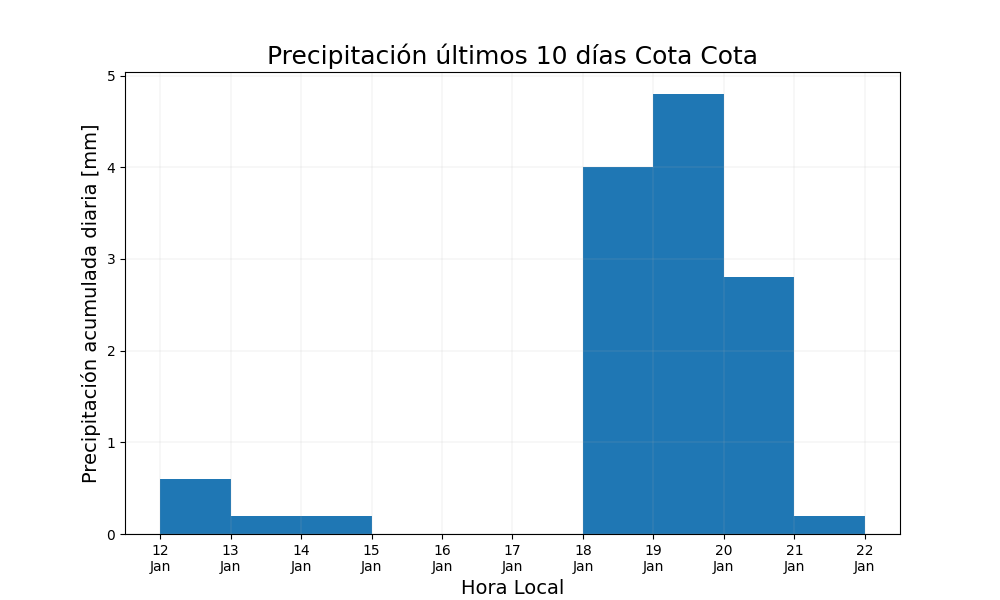 Precipitación últimos 10 días Cota Cota
Precipitación acumulada diaria [mm]
5
4
3
2
1
0
12 13 14 15 16 17 18 19 20 21 22
Jan Jan Jan Jan Jan Jan Jan Jan Jan Jan Jan
Hora Local